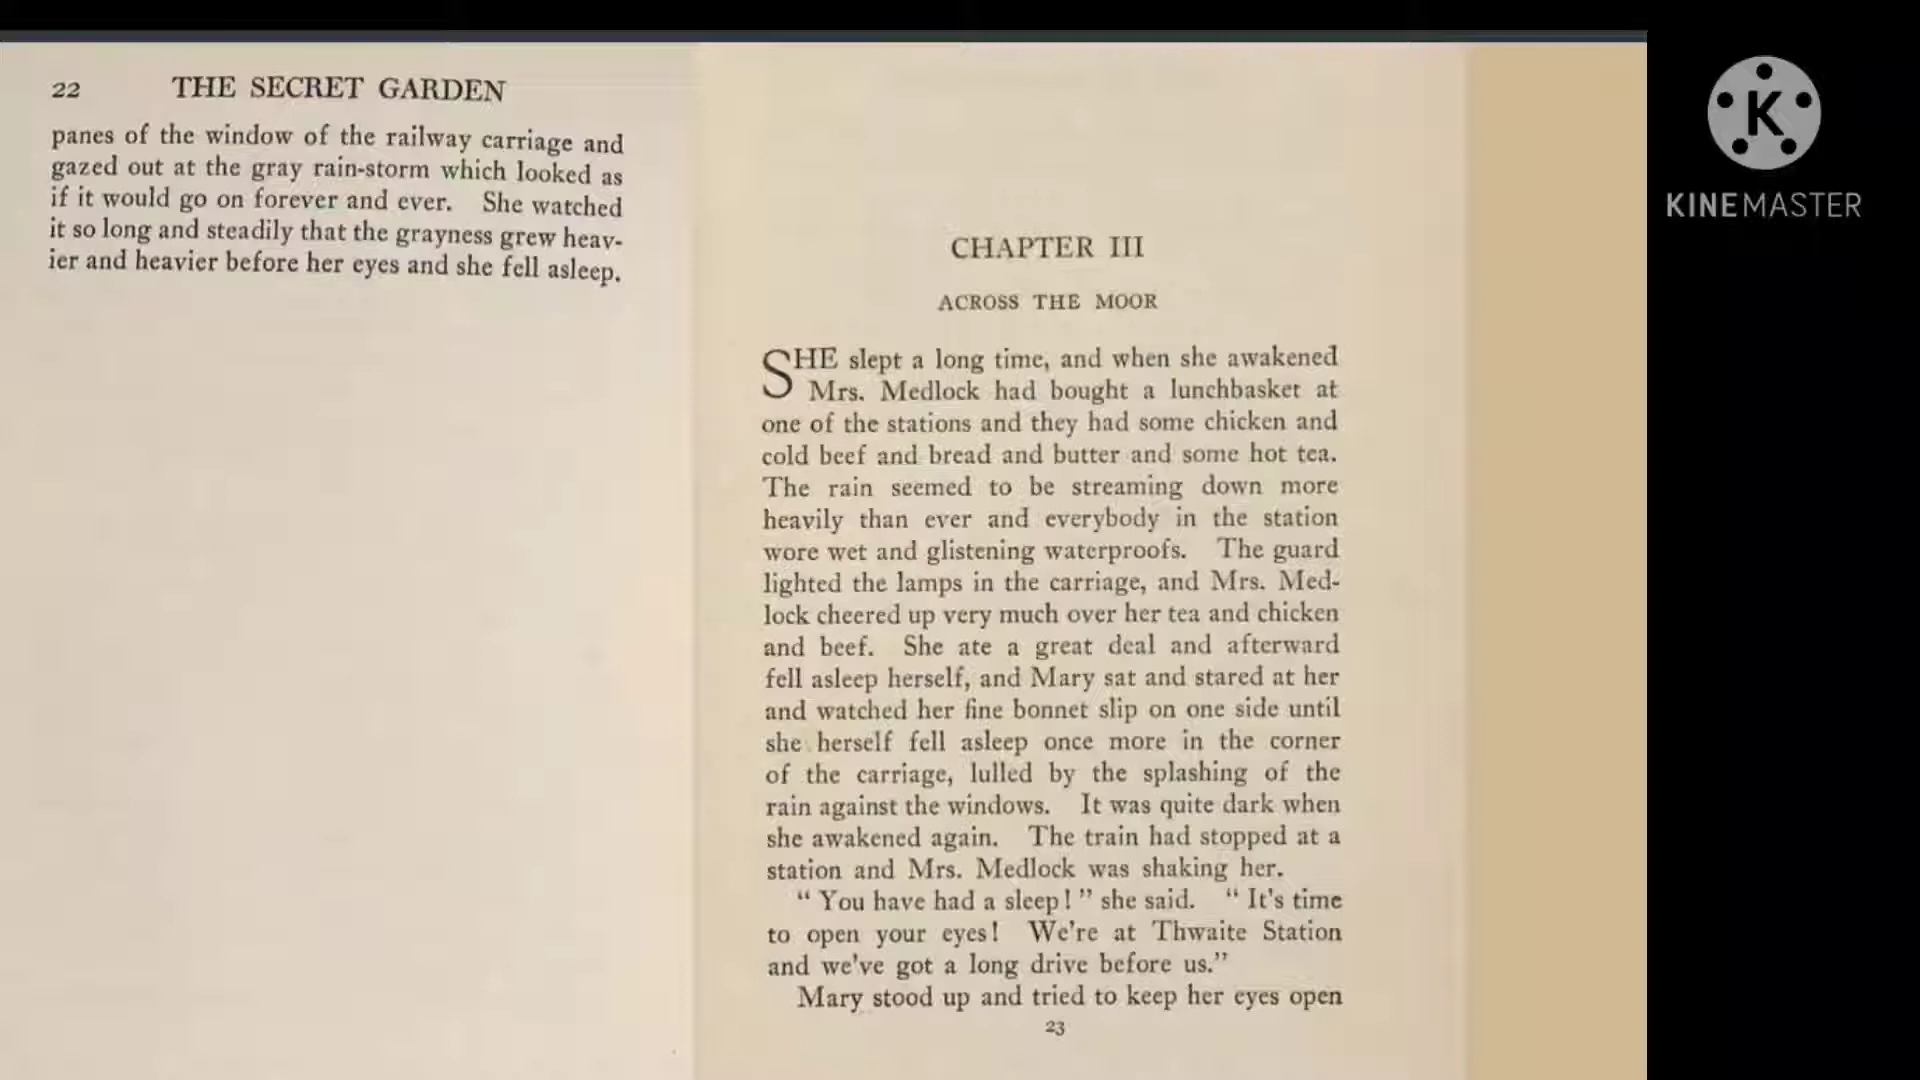 22 THE SECRET GARDEN
panes of the window of the railway carriage and
gazed out at the gray rain-storm which looked as
if it would go on forever and ever. She watched
it so long and steadily that the grayness grew heav-
ier and heavier before her eyes and she fell asleep.
CHAPTER III
ACROSS THE MOOR
SHE slept a long time, and when she awakened
Mrs. Medlock had bought a lunchbasket at
one of the stations and they had some chicken and
cold beef and bread and butter and some hot tea.
The rain seemed to be streaming down more
heavily than ever and everybody in the station
wore wet and glistening waterproofs. The guard
lighted the lamps in the carriage, and Mrs. Med-
lock cheered up very much over her tea and chicken
and beef. She ate a great deal and afterward
fell asleep herself, and Mary sat and stared at her
and watched her fine bonnet slip on one side until
she herself fell asleep once more in the corner
of the carriage, lulled by the splashing of the
rain against the windows. It was quite dark when
she awakened again. The train had stopped at a
station and Mrs. Medlock was shaking her.
“ You have had a sleep! ” she said. “ It's time
to open your eyes! We're at Thwaite Station
and we've got a long drive before us.”
Mary stood up and tried to keep her eyes open
23
K
KINEMASTER